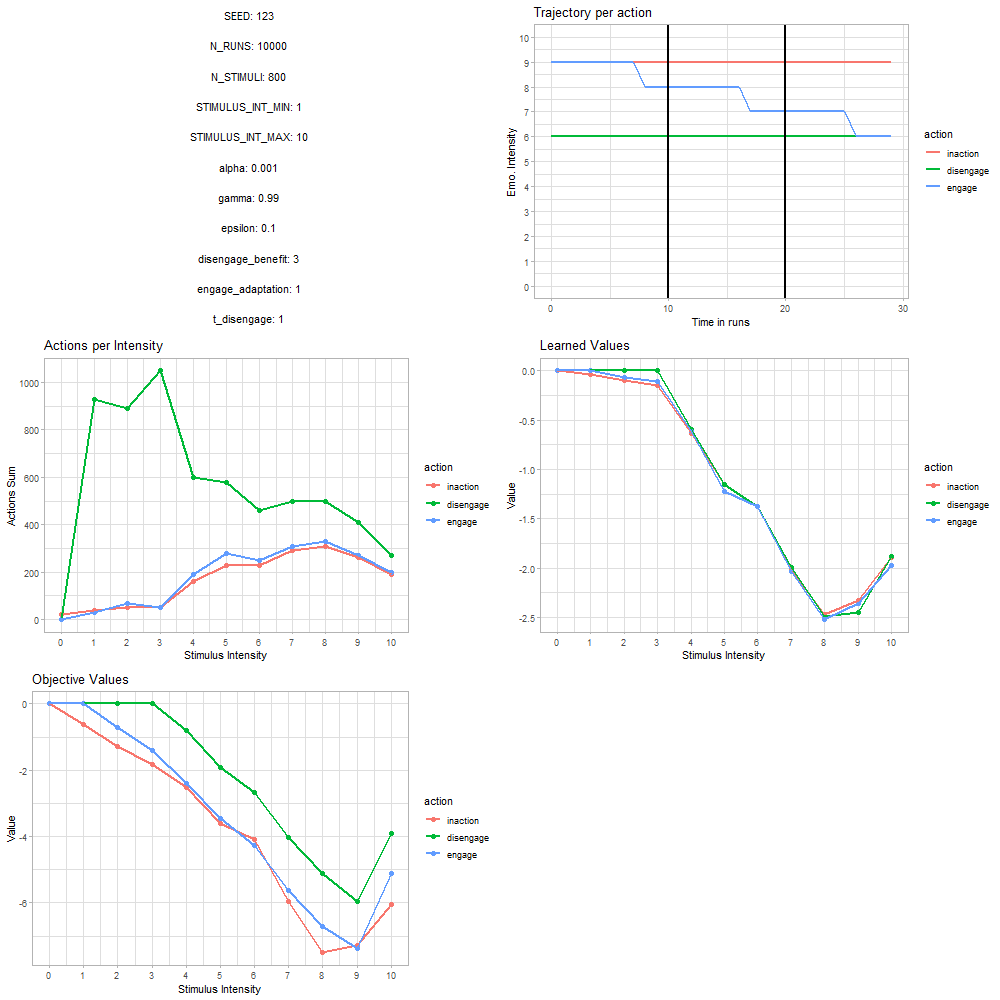 SEED: 123
N_RUNS: 10000
N_STIMULI: 800
STIMULUS_INT_MIN: 1
STIMULUS_INT_MAX: 10
alpha: 0.001
gamma: 0.99
epsilon: 0.1
disengage_benefit: 3
engage_adaptation: 1
t_disengage: 1
Trajectory per action
Emo. Intensity
10
9
8
7
6
5
4
3
2
1
0
0 10 20 30
Time in runs
action
inaction
disengage
engage
Actions per Intensity
Actions Sum
1000
800
600
400
200
0
0 1 2 3 4 5 6 7 8 9 10
Stimulus Intensity
action
inaction
disengage
engage
Learned Values
Value
0.0
-0.5
-1.0
-1.5
-2.0
-2.5
0 1 2 3 4 5 6 7 8 9 10
Stimulus Intensity
action
inaction
disengage
engage
Objective Values
Value
0
-2
-4
-6
0 1 2 3 4 5 6 7 8 9 10
Stimulus Intensity
action
inaction
disengage
engage